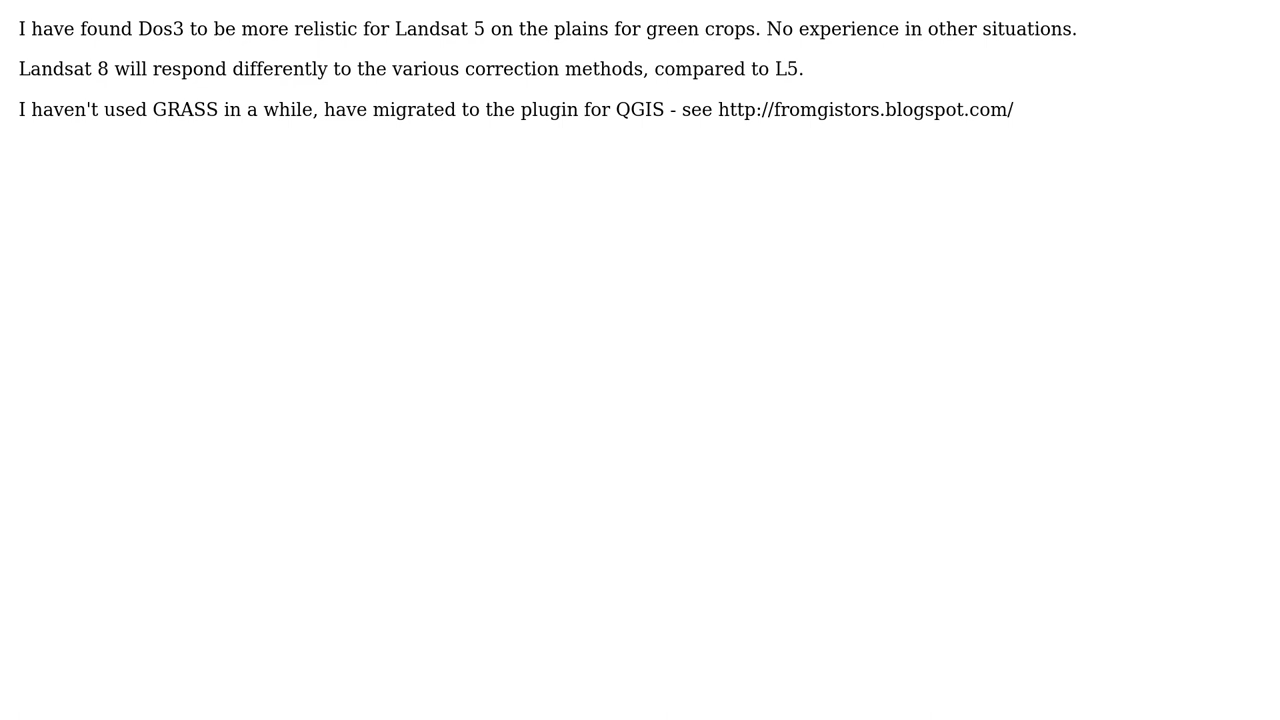 I have found Dos3 to be more relistic for Landsat 5 on the plains for green crops. No experience in other situations.
Landsat 8 will respond differently to the various correction methods, compared to L5.
I haven't used GRASS in a while, have migrated to the plugin for QGIS - see http://fromgistors.blogspot.com/